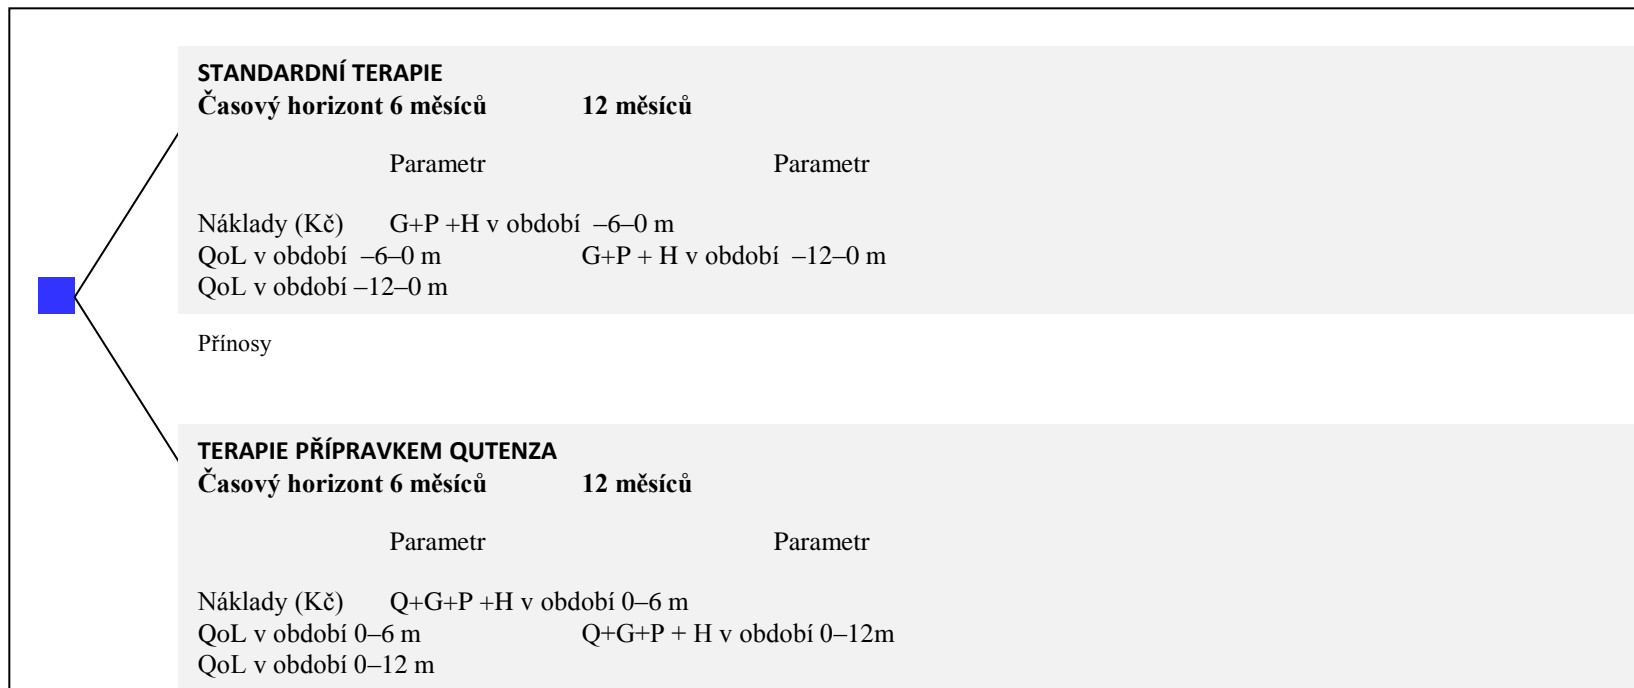 STANDARDNÍ TERAPIE
Časový horizont 6 měsíců 12 měsíců
Parametr Parametr
Náklady (Kč) G+P +H v období –6–0 m
QoL v období –6–0 m G+P + H v období –12–0 m
QoL v období –12–0 m
Přínosy
TERAPIE PŘÍPRAVKEM QUTENZA
Časový horizont 6 měsíců 12 měsíců
Parametr Parametr
Náklady (Kč) Q+G+P +H v období 0–6 m
QoL v období 0–6 m Q+G+P + H v období 0–12m
QoL v období 0–12 m